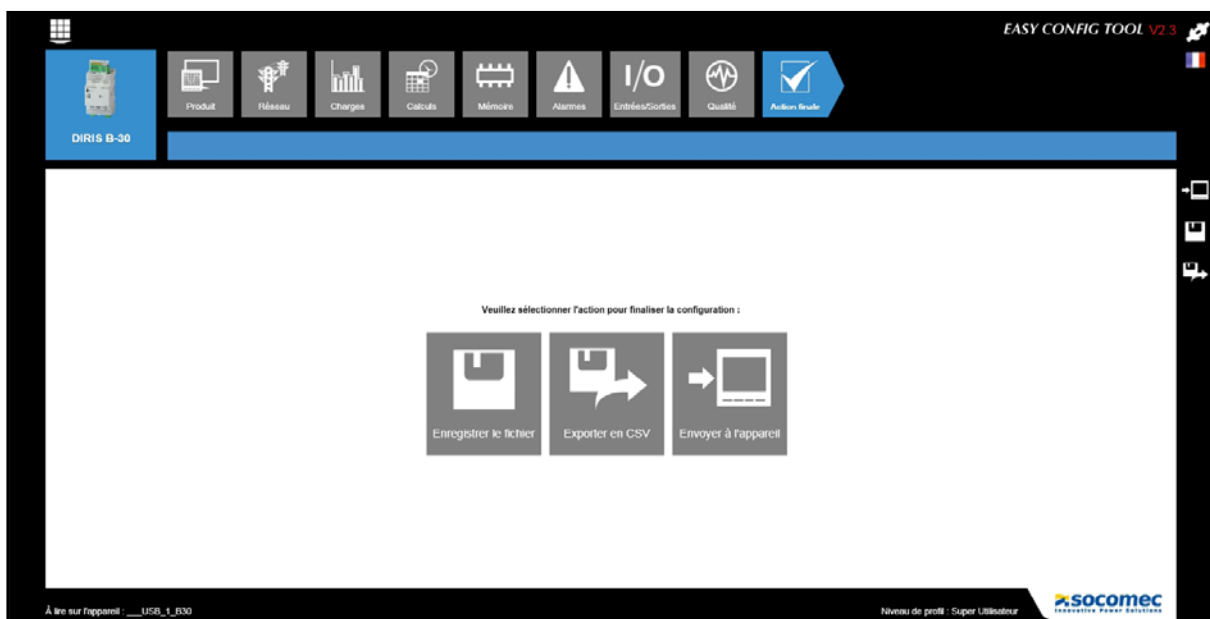 EASY CONFIG TOOL V2.3
Produit
Réseau
Charges
Calculs
Mémoire
Alarmes
I/O
Entrées/Sorties
Qualité
Action finale
DIRIS B-30
Veuillez sélectionner l'action pour finaliser la configuration :
Enregistrer le fichier
Exporter en CSV
Envoyer à l'appareil
À lire sur l'appareil : ___USB_1_B30
Niveau de profil : Super Utilisateur
socomec
Innovative Power Solutions